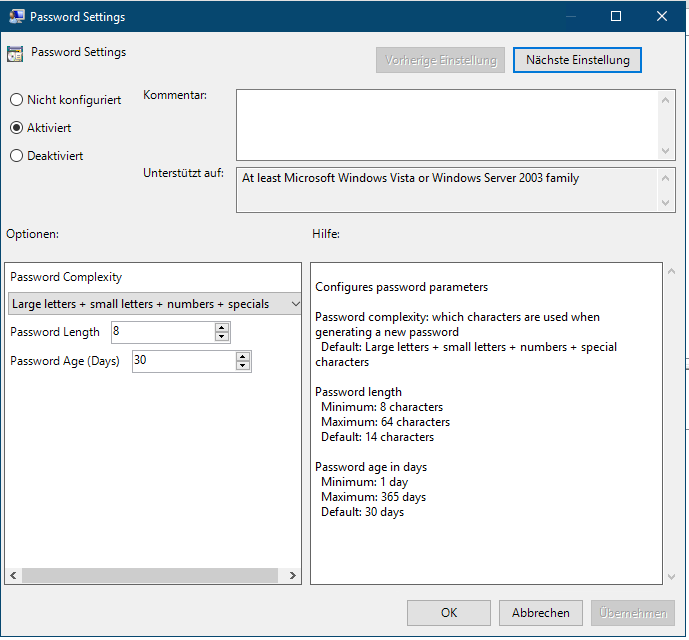 Password Settings
Password Settings
Vorherige Einstellung
Nächste Einstellung
Nicht konfiguriert
Aktiviert
Deaktiviert
Kommentar:
Unterstützt auf:
At least Microsoft Windows Vista or Windows Server 2003 family
Optionen:
Hilfe:
Password Complexity
Large letters + small letters + numbers + specials
Password Length 8
Password Age (Days) 30
Configures password parameters
Password complexity: which characters are used when
generating a new password
Default: Large letters + small letters + numbers + special
characters
Password length
Minimum: 8 characters
Maximum: 64 characters
Default: 14 characters
Password age in days
Minimum: 1 day
Maximum: 365 days
Default: 30 days
OK
Abbrechen
Übernehmen